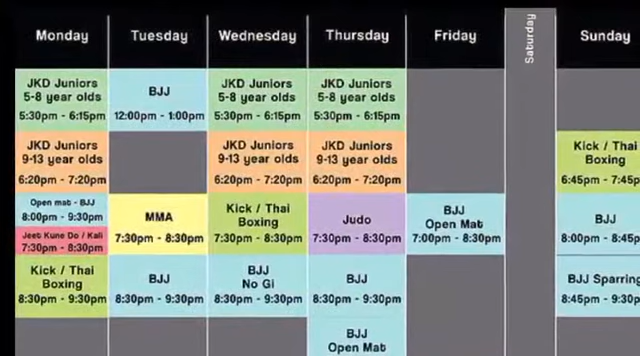 Monday Tuesday Wednesday Thursday Friday Saturday Sunday
JKD Juniors
5-8 year olds
5:30pm - 6:15pm
BJJ
12:00pm - 1:00pm
JKD Juniors
5-8 year olds
5:30pm - 6:15pm
JKD Juniors
5-8 year olds
5:30pm - 6:15pm
JKD Juniors
9-13 year olds
6:20pm - 7:20pm
JKD Juniors
9-13 year olds
6:20pm - 7:20pm
JKD Juniors
9-13 year olds
6:20pm - 7:20pm
Kick / Thai
Boxing
6:45pm - 7:45p
Open mat - BJJ
8:00pm - 9:30pm
Jeet Kune Do / Kali
7:30pm - 8:30pm
MMA
7:30pm - 8:30pm
Kick / Thai
Boxing
7:30pm - 8:30pm
Judo
7:30pm - 8:30pm
BJJ
Open Mat
7:00pm - 8:30pm
BJJ
8:00pm - 8:45p
Kick / Thai
Boxing
8:30pm - 9:30pm
BJJ
8:30pm - 9:30pm
BJJ
No Gi
8:30pm - 9:30pm
BJJ
8:30pm - 9:30pm
BJJ Sparring
8:45pm - 9:30
BJJ
Open Mat